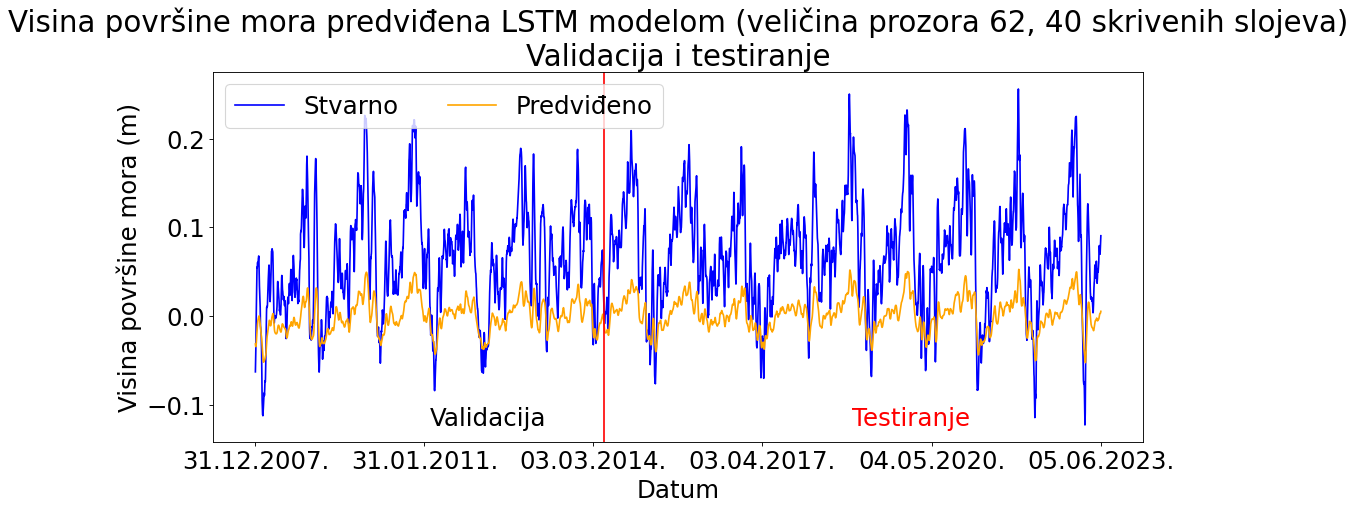 Visina površine mora predviđena LSTM modelom (veličina prozora 62, 40 skrivenih slojeva)
Validacija i testiranje
Stvarno
Predviđeno
Visina površine mora (m)
0.2
0.1
0.0
−0.1
Validacija
Testiranje
31.12.2007.
31.01.2011.
03.03.2014.
03.04.2017.
04.05.2020.
05.06.2023.
Datum